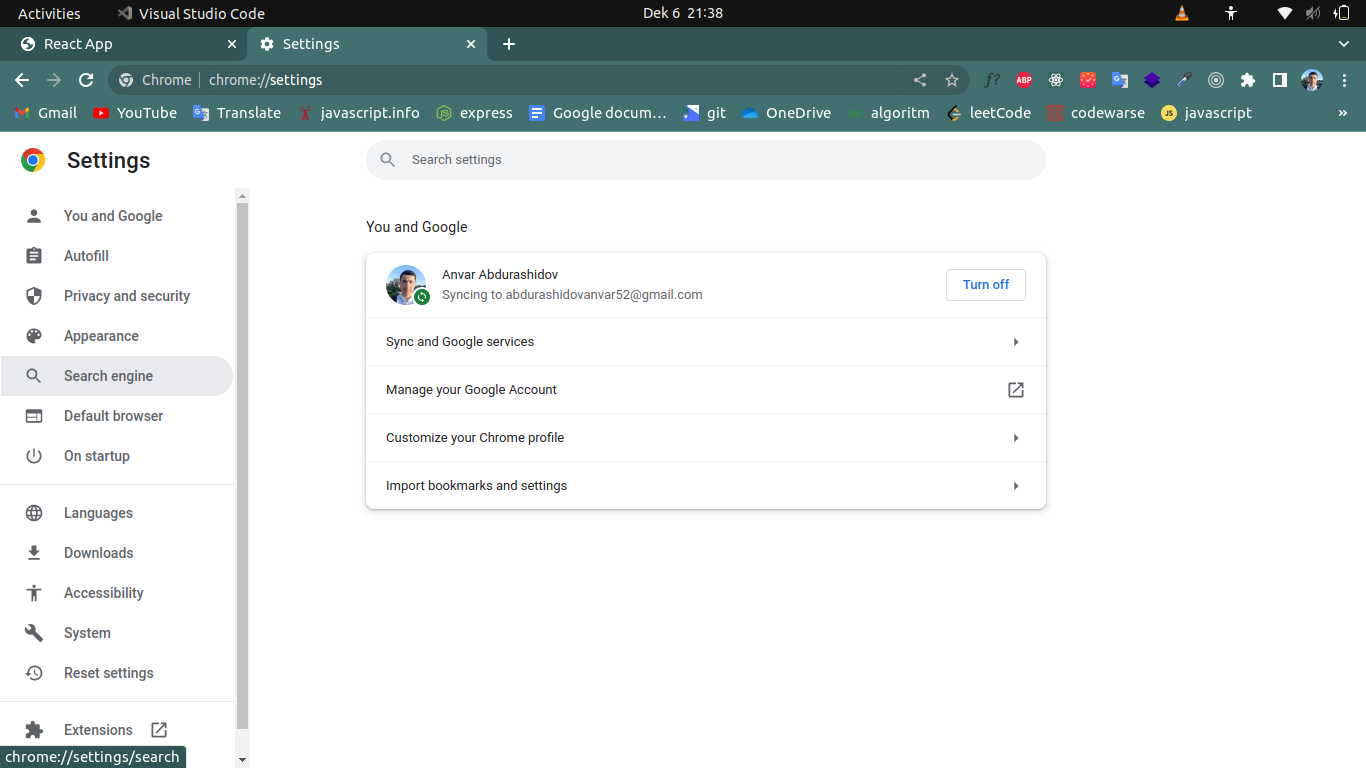 Activities Visual Studio Code Dek 6 21:38
React App Settings
Chrome chrome://settings f? ABP
Gmail YouTube Translate javascript.info express Google docum... git OneDrive algoritm leetCode codewarse JS javascript »
Settings
Search settings
You and Google
Autofill
Privacy and security
Appearance
Search engine
Default browser
On startup
Languages
Downloads
Accessibility
System
Reset settings
Extensions
chrome://settings/search
You and Google
Anvar Abdurashidov
Syncing to abdurashidovanvar52@gmail.com
Turn off
Sync and Google services
Manage your Google Account
Customize your Chrome profile
Import bookmarks and settings